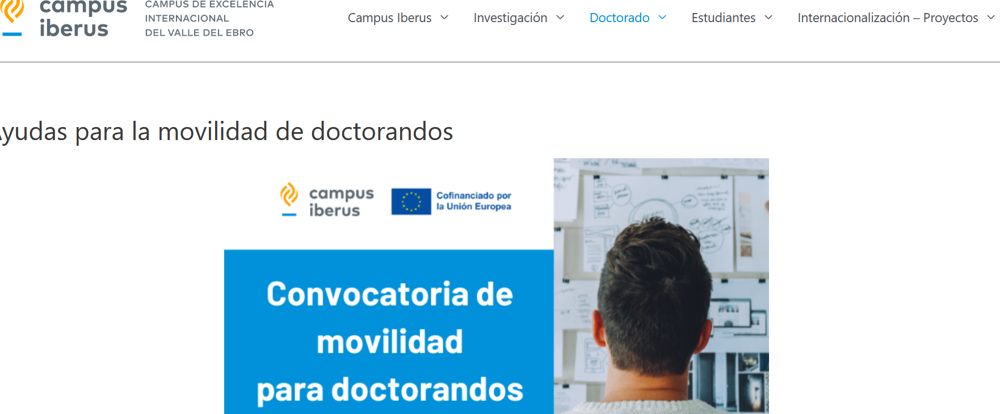 campus
iberus
CAMPUS DE EXCELENCIA
INTERNACIONAL
DEL VALLE DEL EBRO
Campus Iberus
Investigación
Doctorado
Estudiantes
Internacionalización – Proyectos
Ayudas para la movilidad de doctorandos
campus
iberus
Cofinanciado por
la Unión Europea
Convocatoria de
movilidad
para doctorandos